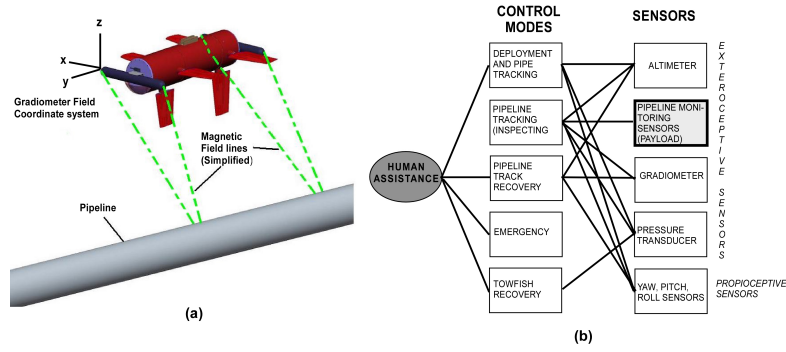 (a)
z
x
y
Gradiometer Field
Coordinate system
Magnetic
Field lines
(Simplified)
Pipeline
CONTROL
MODES
SENSORS
HUMAN
ASSISTANCE
DEPLOYMENT
AND PIPE
TRACKING
PIPELINE
TRACKING
(INSPECTING
PIPELINE
TRACK
RECOVERY
EMERGENCY
TOWFISH
RECOVERY
ALTIMETER
PIPELINE MONI-
TORING
SENSORS
(PAYLOAD)
GRADIOMETER
PRESSURE
TRANSDUCER
YAW, PITCH,
ROLL SENSORS
EXTEROCEPTIVE SENSORS
PROPIOCEPTIVE
SENSORS
(b)